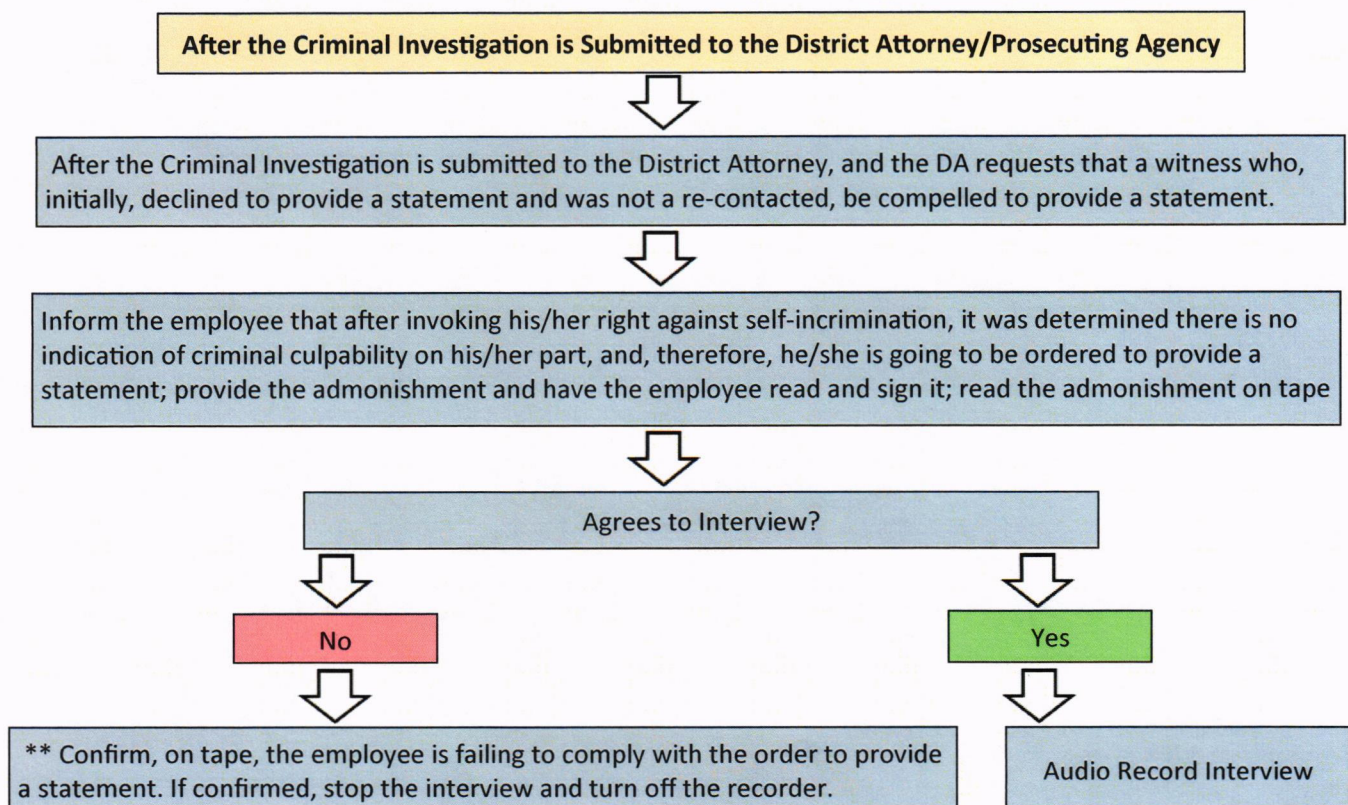 After the Criminal Investigation is Submitted to the District Attorney/Prosecuting Agency
After the Criminal Investigation is submitted to the District Attorney, and the DA requests that a witness who,
initially, declined to provide a statement and was not a re-contacted, be compelled to provide a statement.
Inform the employee that after invoking his/her right against self-incrimination, it was determined there is no
indication of criminal culpability on his/her part, and, therefore, he/she is going to be ordered to provide a
statement; provide the admonishment and have the employee read and sign it; read the admonishment on tape
Agrees to Interview?
No
Yes
** Confirm, on tape, the employee is failing to comply with the order to provide
a statement. If confirmed, stop the interview and turn off the recorder.
Audio Record Interview